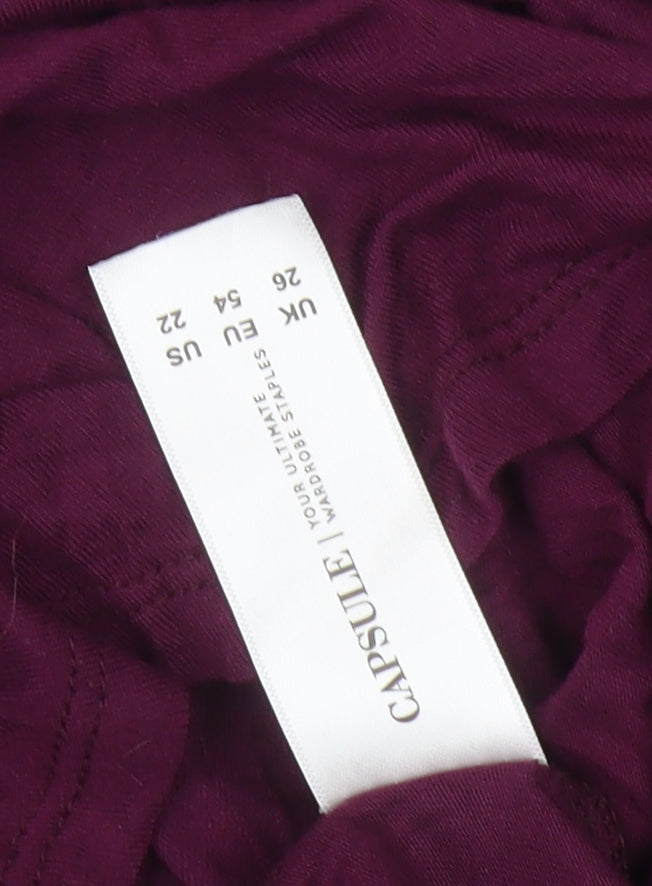 CAPSULE | YOUR ULTIMATE
WARDROBE STAPLES
UK EU US
26 54 22